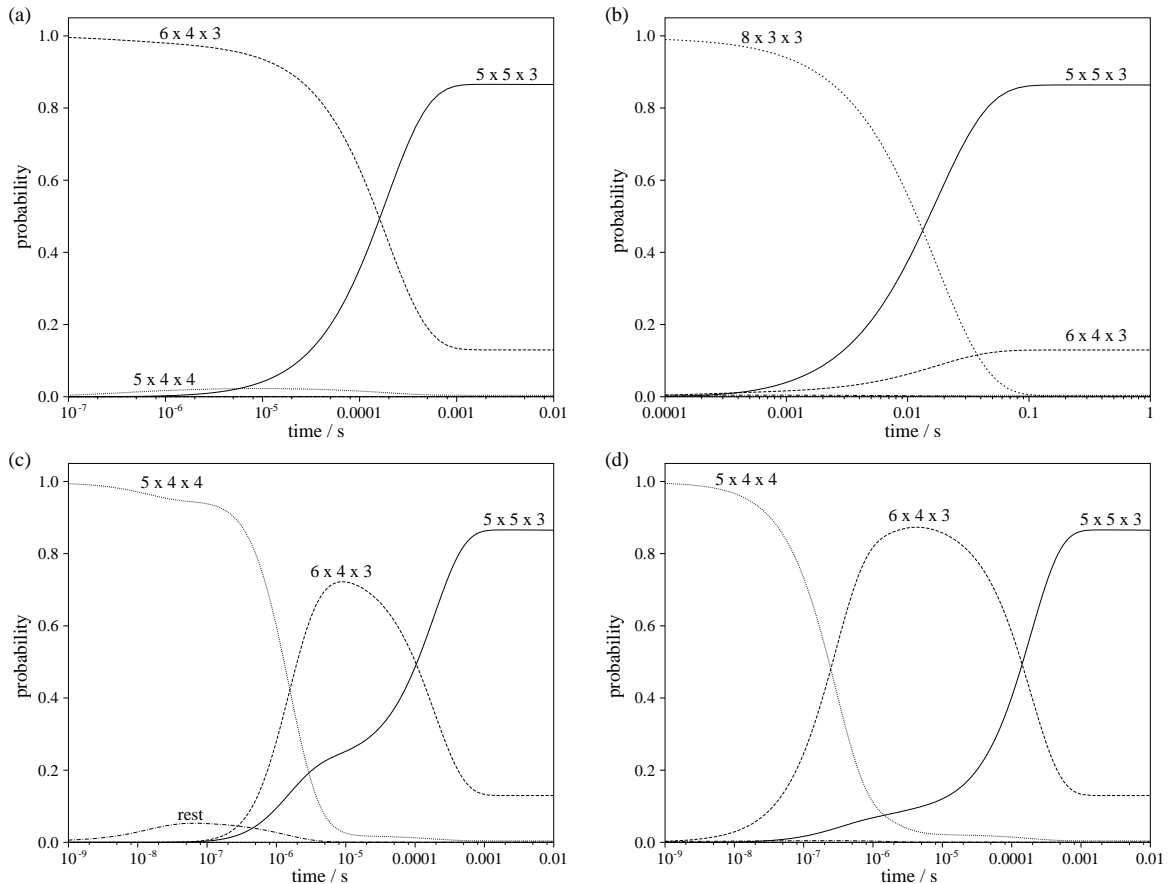 (a)
1.0
0.8
0.6
0.4
0.2
0.0
probability
6 x 4 x 3
5 x 5 x 3
5 x 4 x 4
10-7 10-6 10-5 0.0001 0.001 0.01
time / s
(b)
1.0
0.8
0.6
0.4
0.2
0.0
probability
8 x 3 x 3
5 x 5 x 3
6 x 4 x 3
0.0001 0.001 0.01 0.1 1
time / s
(c)
1.0
0.8
0.6
0.4
0.2
0.0
probability
5 x 4 x 4
5 x 5 x 3
6 x 4 x 3
rest
10-9 10-8 10-7 10-6 10-5 0.0001 0.001 0.01
time / s
(d)
1.0
0.8
0.6
0.4
0.2
0.0
probability
5 x 4 x 4
6 x 4 x 3
5 x 5 x 3
10-9 10-8 10-7 10-6 10-5 0.0001 0.001 0.01
time / s